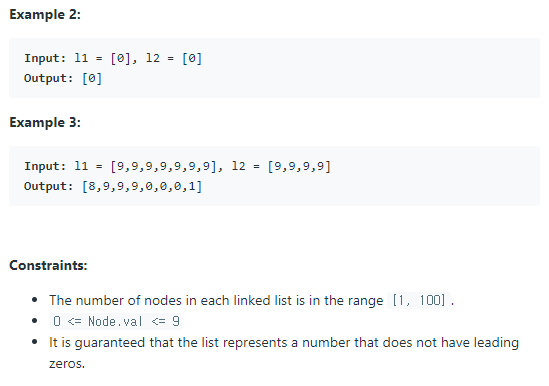 Example 2:
Input: l1 = [0], l2 = [0]
Output: [0]
Example 3:
Input: l1 = [9,9,9,9,9,9,9], l2 = [9,9,9,9]
Output: [8,9,9,9,0,0,0,1]
Constraints:
• The number of nodes in each linked list is in the range [1, 100].
• 0 <= Node.val <= 9
• It is guaranteed that the list represents a number that does not have leading
zeros.